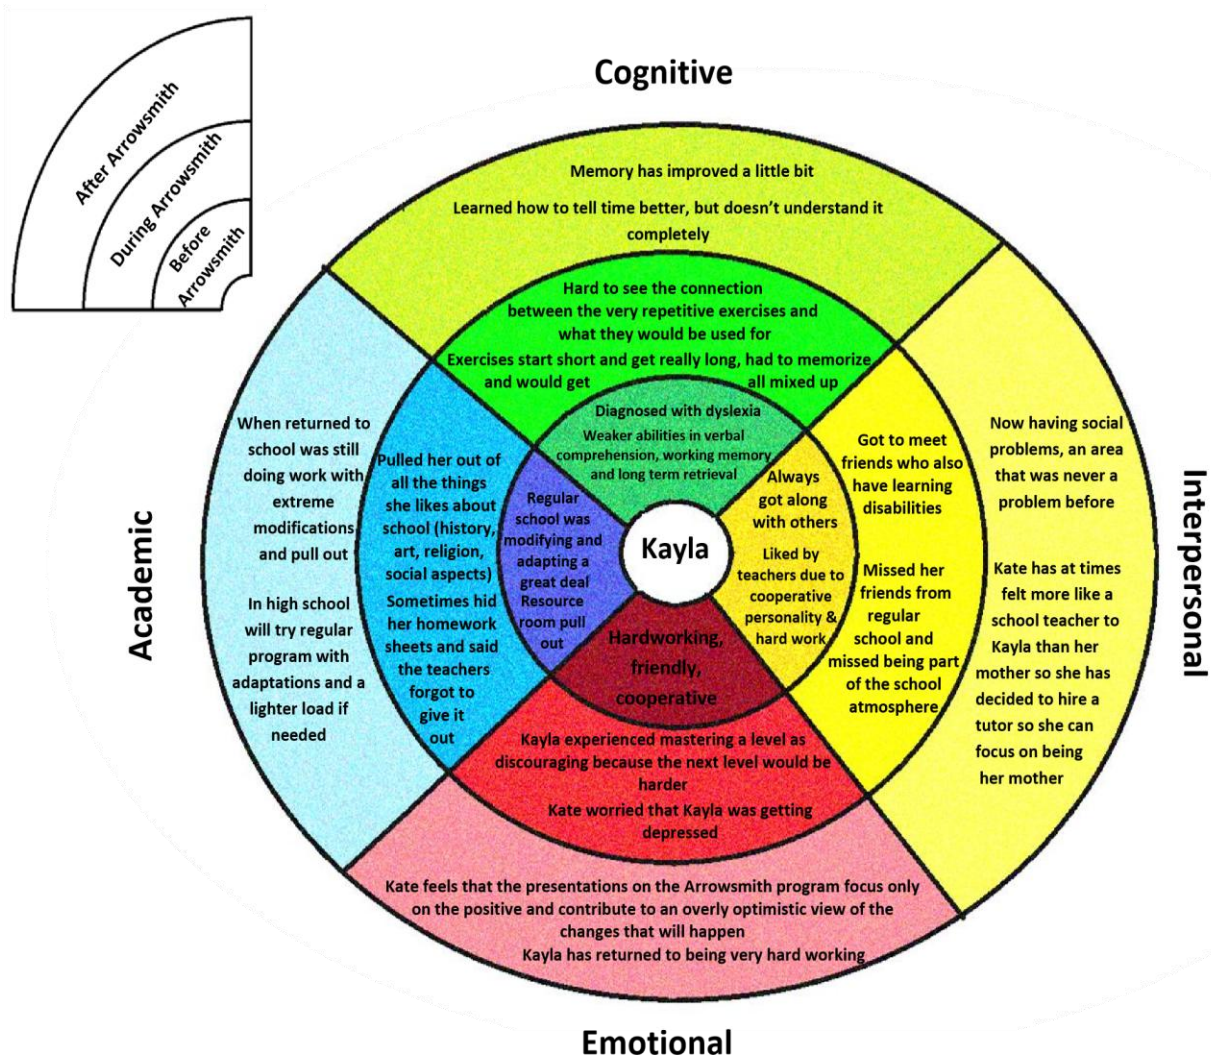 Cognitive
After Arrowsmith
During Arrowsmith
Before
Arrowsmith
Memory has improved a little bit
Learned how to tell time better, but doesn't understand it
completely
Hard to see the connection
between the very repetitive exercises and
what they would be used for
Exercises start short and get really long, had to memorize
and would get all mixed up
Diagnosed with dyslexia
Weaker abilities in verbal
comprehension, working memory
and long term retrieval
Academic
When returned to
school was still
doing work with
extreme
modifications
and pull out
In high school
will try regular
program with
adaptations and a
lighter load if
needed
Pulled her out of
all the things
she likes about
school (history,
art, religion,
social aspects)
Sometimes hid
her homework
sheets and said
the teachers
forgot to
give it
out
Regular
school was
modifying and
adapting a
great deal
Resource
room pull
out
Kayla
Always
got along
with others
Liked by
teachers due to
cooperative
personality &
hard work
Got to meet
friends who also
have learning
disabilities
Missed her
friends from
regular
school and
missed being part
of the school
atmosphere
Now having social
problems, an area
that was never a
problem before
Kate has at times
felt more like a
school teacher to
Kayla than her
mother so she has
decided to hire a
tutor so she can
focus on being
her mother
Interpersonal
Hardworking,
friendly,
cooperative
Kayla experienced mastering a level as
discouraging because the next level would be
harder
Kate worried that Kayla was getting
depressed
Kate feels that the presentations on the Arrowsmith program focus only
on the positive and contribute to an overly optimistic view of the
changes that will happen
Kayla has returned to being very hard working
Emotional